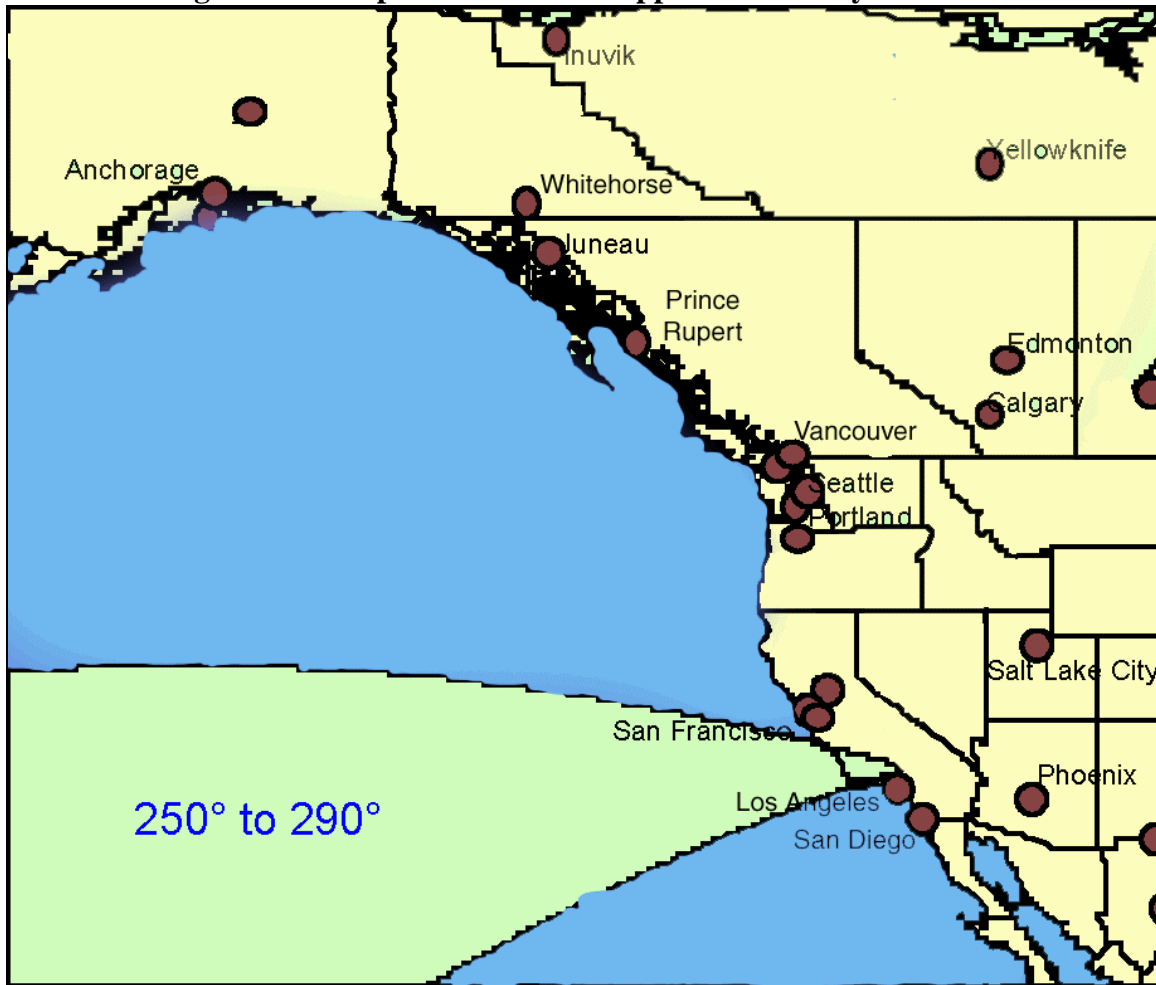 Inuvik
Anchorage
Yellowknife
Whitehorse
Juneau
Prince
Rupert
Edmonton
Calgary
Vancouver
Seattle
Portland
Salt Lake City
San Francisco
Phoenix
Los Angeles
250° to 290°
San Diego